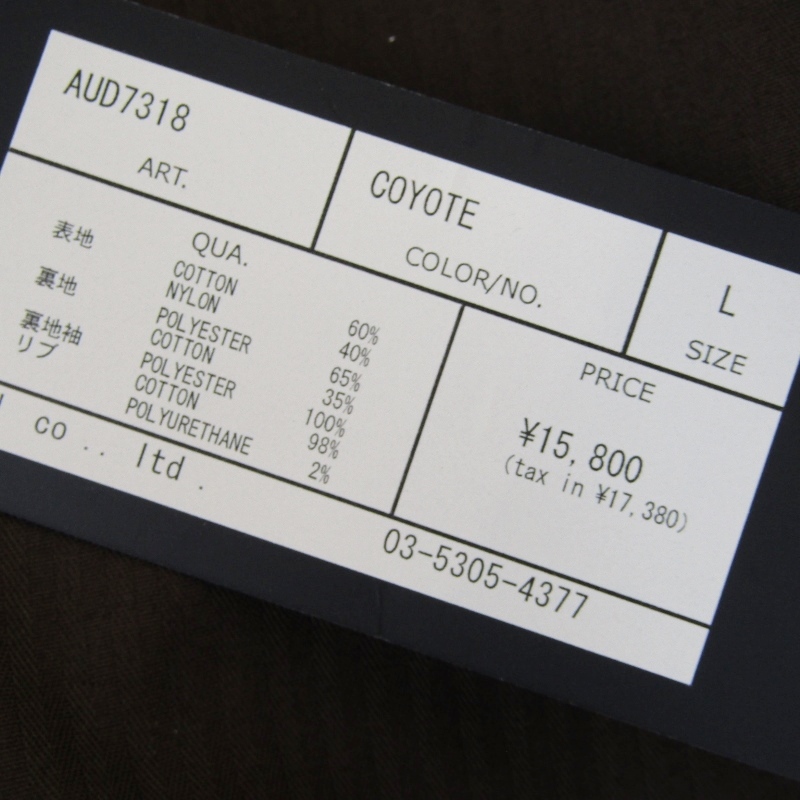 AUD7318
ART.
COYOTE
COLOR/NO.
L
SIZE
QUA.
表地 COTTON 60%
NYLON 40%
裏地 POLYESTER 65%
COTTON 35%
裏地袖 POLYESTER 100%
リブ COTTON 98%
POLYURETHANE 2%
PRICE
¥15,800
(tax in ¥17,380)
co.. ltd.
03-5305-4377